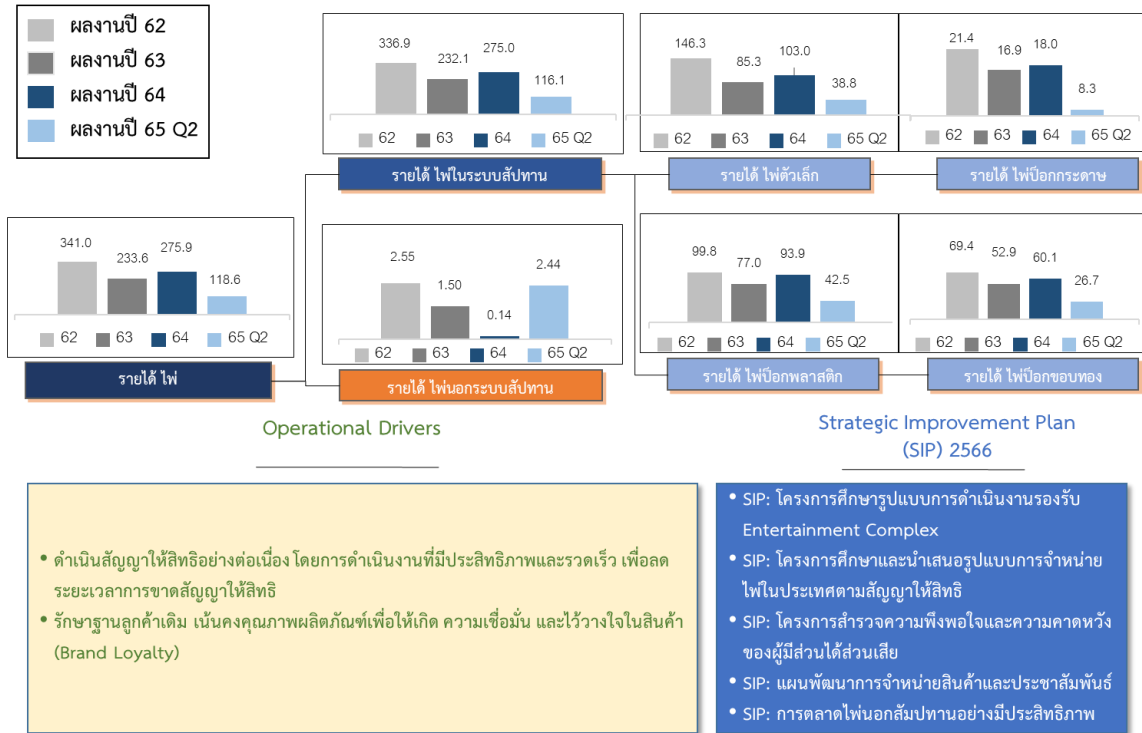 ผลงานปี 62
ผลงานปี 63
ผลงานปี 64
ผลงานปี 65 Q2
336.9
232.1
275.0
116.1
62 63 64 65 Q2
รายได้ ไพ่ในระบบสัปทาน
146.3
85.3
103.0
38.8
62 63 64 65 Q2
รายได้ ไพ่ตัวเล็ก
21.4
16.9
18.0
8.3
62 63 64 65 Q2
รายได้ ไพ่ป็อกกระดาษ
341.0
233.6
275.9
118.6
62 63 64 65 Q2
รายได้ ไพ่
2.55
1.50
0.14
2.44
62 63 64 65 Q2
รายได้ ไพ่นอกระบบสัปทาน
99.8
77.0
93.9
42.5
62 63 64 65 Q2
รายได้ ไพ่ป็อกพลาสติก
69.4
52.9
60.1
26.7
62 63 64 65 Q2
รายได้ ไพ่ป็อกขอบทอง
Operational Drivers
• ดำเนินสัญญาให้สิทธิอย่างต่อเนื่อง โดยการดำเนินงานที่มีประสิทธิภาพและรวดเร็ว เพื่อลด
ระยะเวลาการขาดสัญญาให้สิทธิ
• รักษาฐานลูกค้าเดิม เน้นคงคุณภาพผลิตภัณฑ์เพื่อให้เกิด ความเชื่อมั่น และไว้วางใจในสินค้า
(Brand Loyalty)
Strategic Improvement Plan
(SIP) 2566
• SIP: โครงการศึกษารูปแบบการดำเนินงานรองรับ
Entertainment Complex
• SIP: โครงการศึกษาและนำเสนอรูปแบบการจำหน่าย
ไพ่ในประเทศตามสัญญาให้สิทธิ
• SIP: โครงการสำรวจความพึงพอใจและความคาดหวัง
ของผู้มีส่วนได้ส่วนเสีย
• SIP: แผนพัฒนาการจำหน่ายสินค้าและประชาสัมพันธ์
• SIP: การตลาดไพ่นอกสัมปทานอย่างมีประสิทธิภาพ